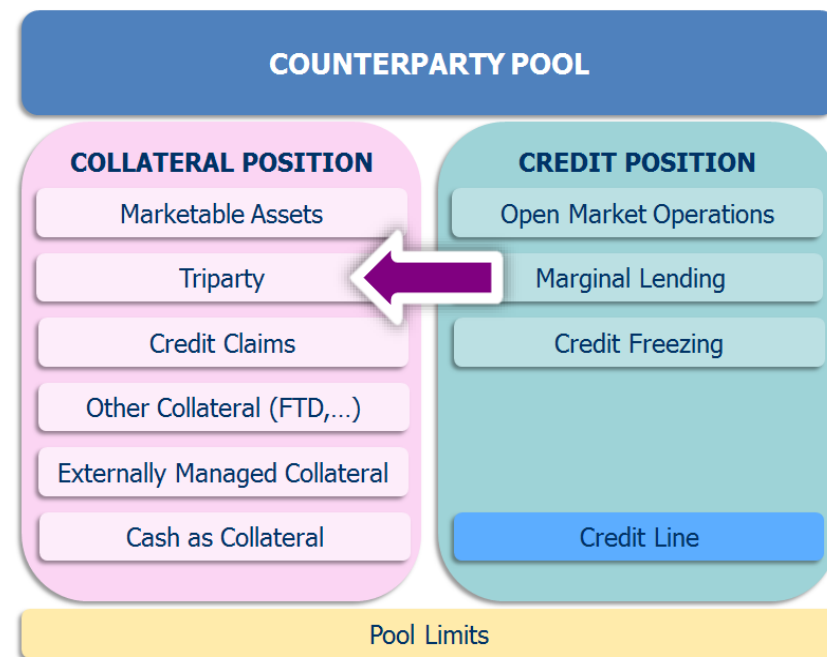 COUNTERPARTY POOL
COLLATERAL POSITION
Marketable Assets
Triparty
Credit Claims
Other Collateral (FTD,...)
Externally Managed Collateral
Cash as Collateral
CREDIT POSITION
Open Market Operations
Marginal Lending
Credit Freezing
Credit Line
Pool Limits